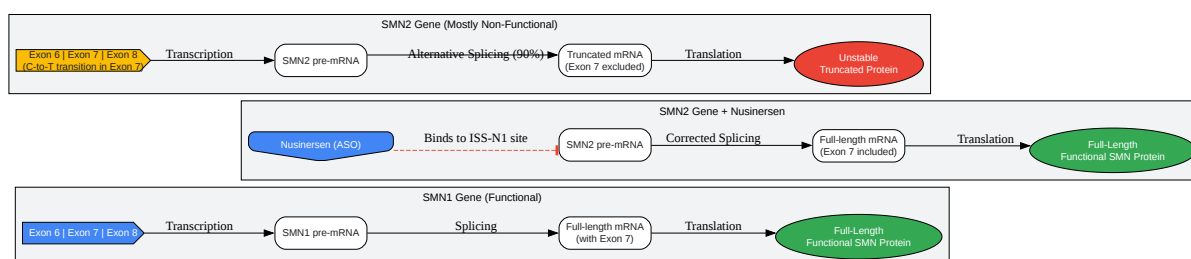 SMN2 Gene (Mostly Non-Functional)
Exon 6 | Exon 7 | Exon 8
(C-to-T transition in Exon 7)
Transcription
SMN2 pre-mRNA
Alternative Splicing (90%)
Truncated mRNA
(Exon 7 excluded)
Translation
Unstable
Truncated Protein
SMN2 Gene + Nusinersen
Nusinersen (ASO)
Binds to ISS-N1 site
SMN2 pre-mRNA
Corrected Splicing
Full-length mRNA
(Exon 7 included)
Translation
Full-Length
Functional SMN Protein
SMN1 Gene (Functional)
Exon 6 | Exon 7 | Exon 8
Transcription
SMN1 pre-mRNA
Splicing
Full-length mRNA
(with Exon 7)
Translation
Full-Length
Functional SMN Protein